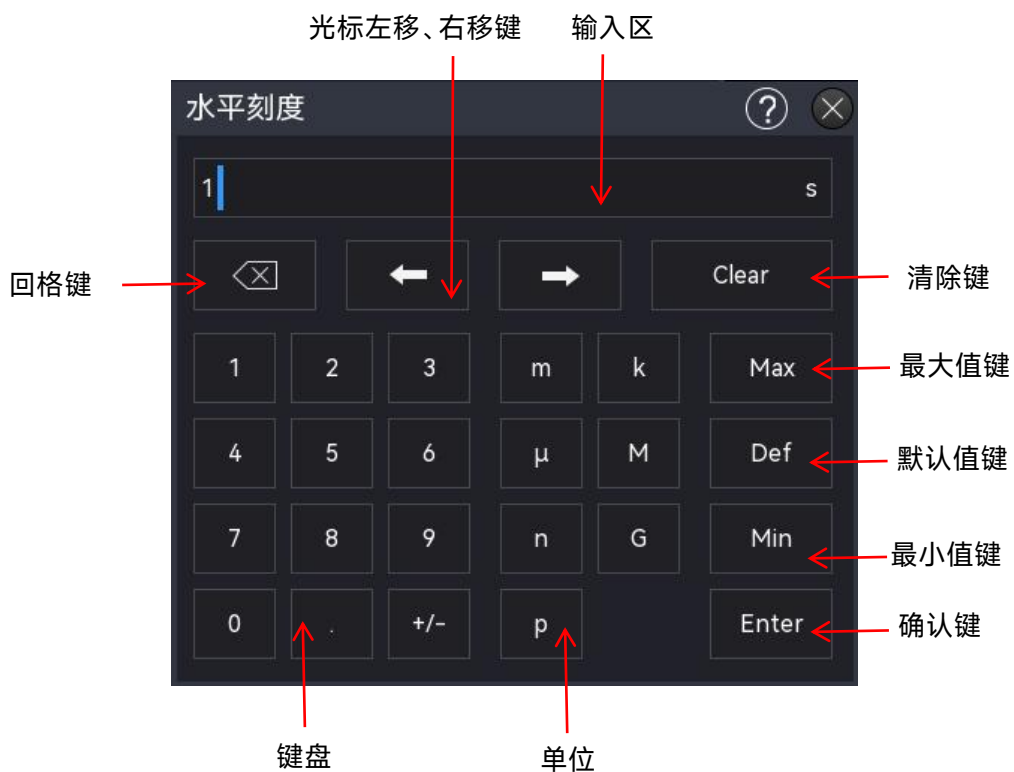 光标左移、右移键 输入区
水平刻度 ?
1 s
回格键 Clear 清除键
1 2 3 m k Max 最大值键
4 5 6 μ M Def 默认值键
7 8 9 n G Min 最小值键
0 . +/- p Enter 确认键
键盘 单位